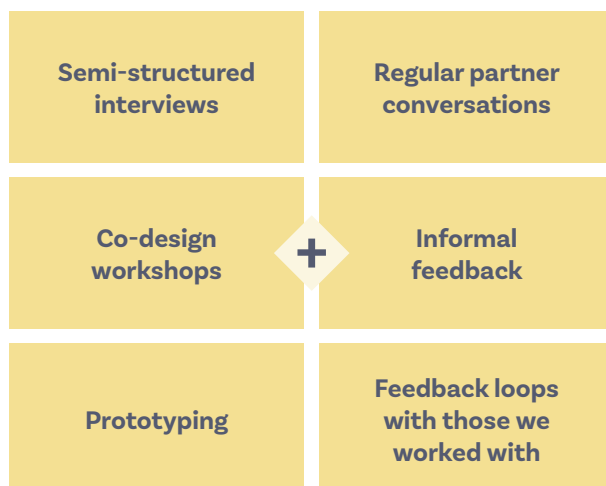 Semi-structured
interviews
Regular partner
conversations
Co-design
workshops
+
Informal
feedback
Prototyping
Feedback loops
with those we
worked with